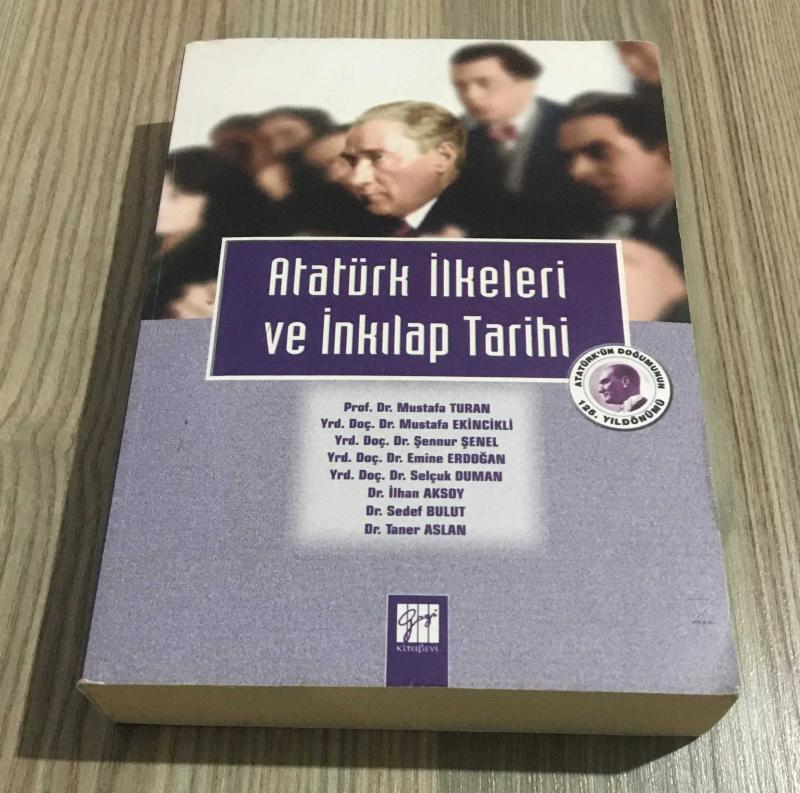 Atatürk İlkeleri
ve İnkılap Tarihi
ATATÜRK'ÜN DOĞUMUNUN
125. YILDÖNÜMÜ
Prof. Dr. Mustafa TURAN
Yrd. Doç. Dr. Mustafa EKİNCİKLİ
Yrd. Doç. Dr. Şennur ŞENEL
Yrd. Doç. Dr. Emine ERDOĞAN
Yrd. Doç. Dr. Selçuk DUMAN
Dr. İlhan AKSOY
Dr. Sedef BULUT
Dr. Taner ASLAN
Gazi
kitabevi